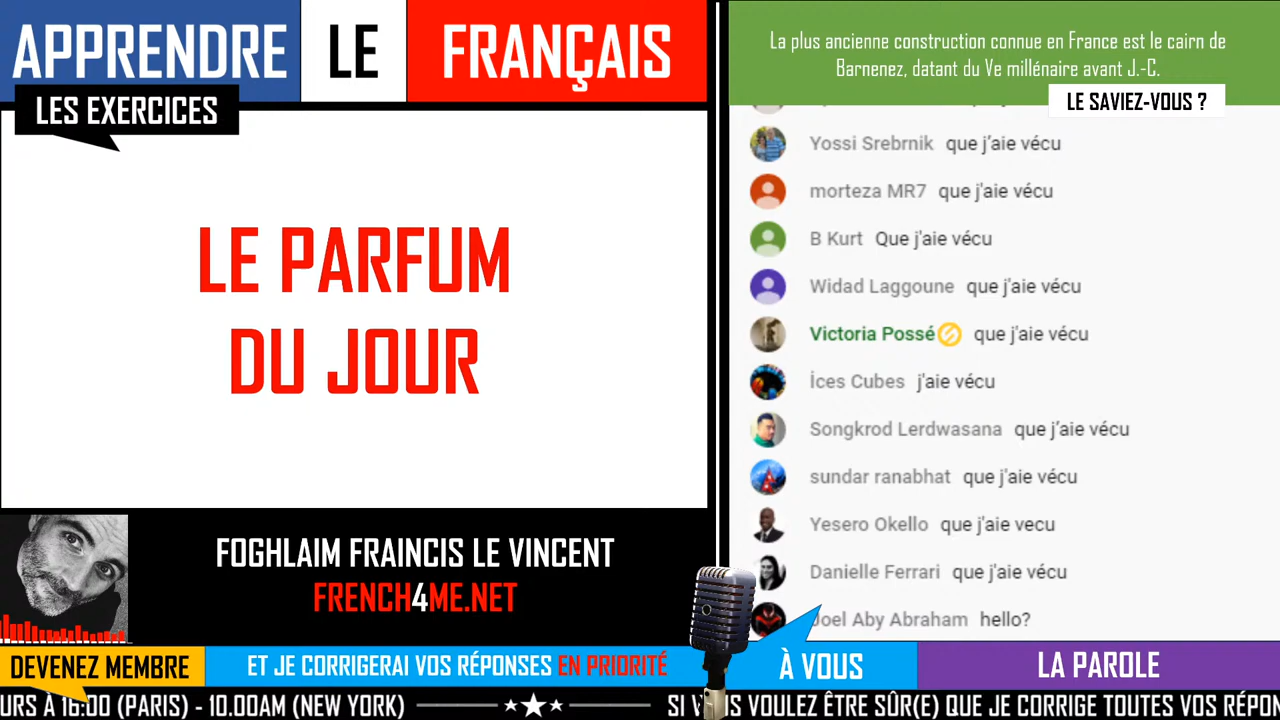 APPRENDRE LE FRANÇAIS
LES EXERCICES
LE PARFUM
DU JOUR
FOGHLAIM FRAINCIS LE VINCENT
FRENCH4ME.NET
DEVENEZ MEMBRE
ET JE CORRIGERAI VOS RÉPONSES EN PRIORITÉ
La plus ancienne construction connue en France est le cairn de
Barnenez, datant du Ve millénaire avant J.-C.
LE SAVIEZ-VOUS ?
Yossi Srebrnik que j'aie vécu
morteza MR7 que j'aie vécu
B Kurt Que j'aie vécu
Widad Laggoune que j'aie vécu
Victoria Possé que j'aie vécu
İces Cubes j'aie vécu
Songkrod Lerdwasana que j'aie vécu
sundar ranabhat que j'aie vécu
Yesero Okello que j'aie vecu
Danielle Ferrari que j'aie vécu
Joel Aby Abraham hello?
À VOUS
LA PAROLE
URS À 16:00 (PARIS) - 10.00AM (NEW YORK)
SI VOUS VOULEZ ÊTRE SÛR(E) QUE JE CORRIGE TOUTES VOS RÉPON